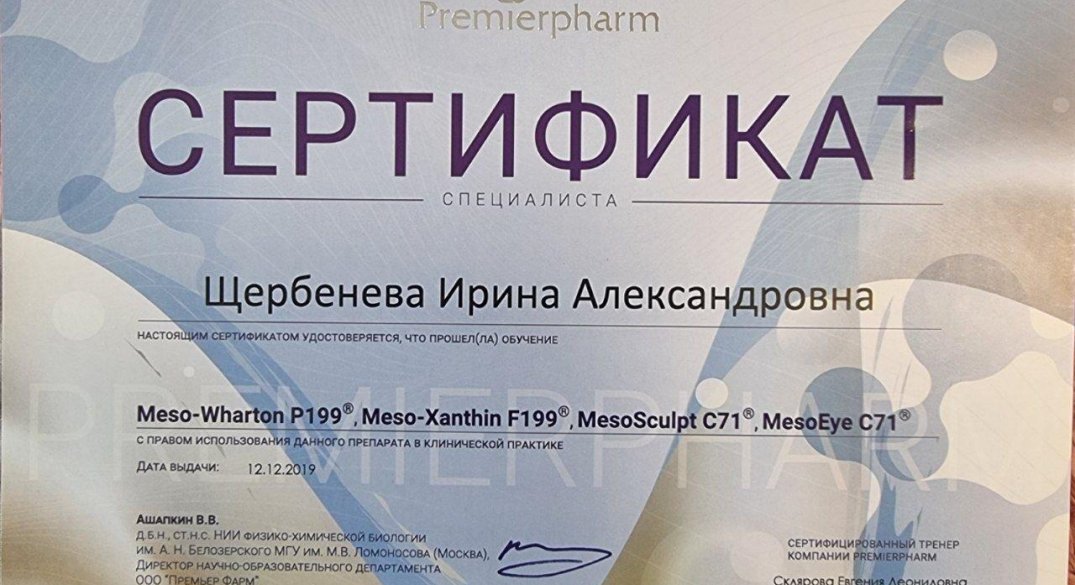 Premierpharm
СЕРТИФИКАТ
СПЕЦИАЛИСТА
Щербенева Ирина Александровна
НАСТОЯЩИМ СЕРТИФИКАТОМ УДОСТОВЕРЯЕТСЯ, ЧТО ПРОШЕЛ(ЛА) ОБУЧЕНИЕ
PREMIERPHAR
Meso-Wharton P199®, Meso-Xanthin F199®, MesoSculpt C71®, MesoEye C71®
С ПРАВОМ ИСПОЛЬЗОВАНИЯ ДАННОГО ПРЕПАРАТА В КЛИНИЧЕСКОЙ ПРАКТИКЕ
ДАТА ВЫДАЧИ: 12.12.2019
АШАПКИН В.В.
Д.Б.Н., СТ.Н.С. НИИ ФИЗИКО-ХИМИЧЕСКОЙ БИОЛОГИИ
ИМ. А. Н. БЕЛОЗЕРСКОГО МГУ ИМ. М.В. ЛОМОНОСОВА (МОСКВА),
ДИРЕКТОР НАУЧНО-ОБРАЗОВАТЕЛЬНОГО ДЕПАРТАМЕНТА
ООО "ПРЕМЬЕР ФАРМ"
СЕРТИФИЦИРОВАННЫЙ ТРЕНЕР
КОМПАНИИ PREMIERPHARM
Склярова Евгения Леонидовна